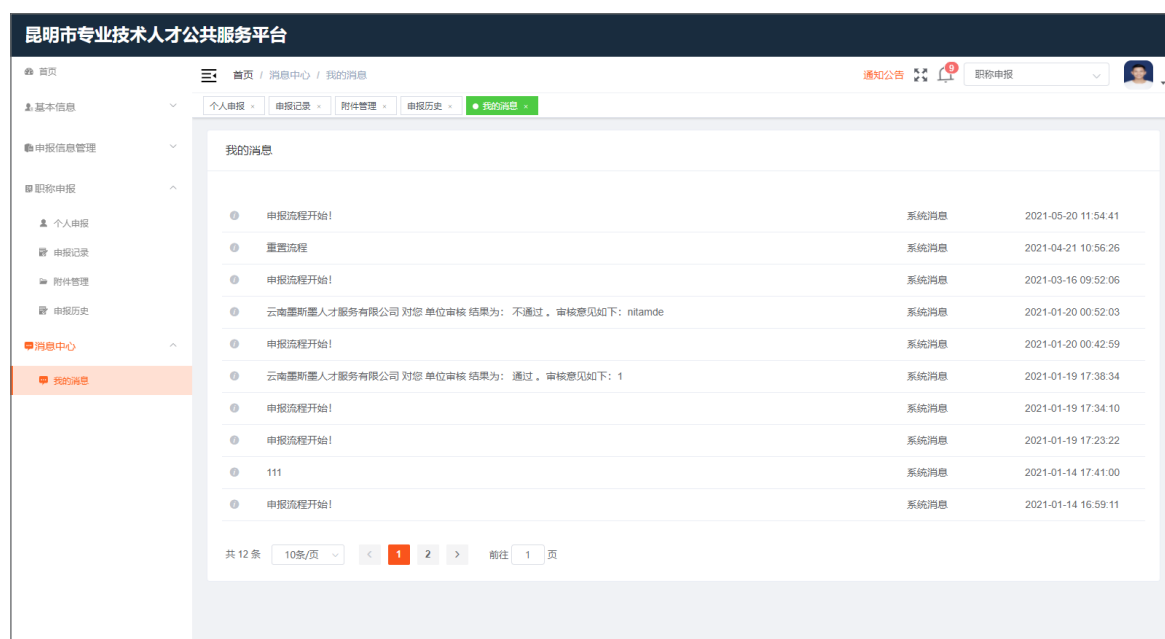 昆明市专业技术人才公共服务平台
首页
基本信息
申报信息管理
职称申报
个人申报
申报记录
附件管理
申报历史
消息中心
我的消息
首页 / 消息中心 / 我的消息
通知公告 9 职称申报
个人申报 × 申报记录 × 附件管理 × 申报历史 × 我的消息 ×
我的消息
申报流程开始! 系统消息 2021-05-20 11:54:41
重置流程 系统消息 2021-04-21 10:56:26
申报流程开始! 系统消息 2021-03-16 09:52:06
云南墨斯墨人才服务有限公司 对您 单位审核 结果为: 不通过 。审核意见如下: nitamde 系统消息 2021-01-20 00:52:03
申报流程开始! 系统消息 2021-01-20 00:42:59
云南墨斯墨人才服务有限公司 对您 单位审核 结果为: 通过 。审核意见如下: 1 系统消息 2021-01-19 17:38:34
申报流程开始! 系统消息 2021-01-19 17:34:10
申报流程开始! 系统消息 2021-01-19 17:23:22
111 系统消息 2021-01-14 17:41:00
申报流程开始! 系统消息 2021-01-14 16:59:11
共 12 条 10条/页 < 1 2 > 前往 1 页